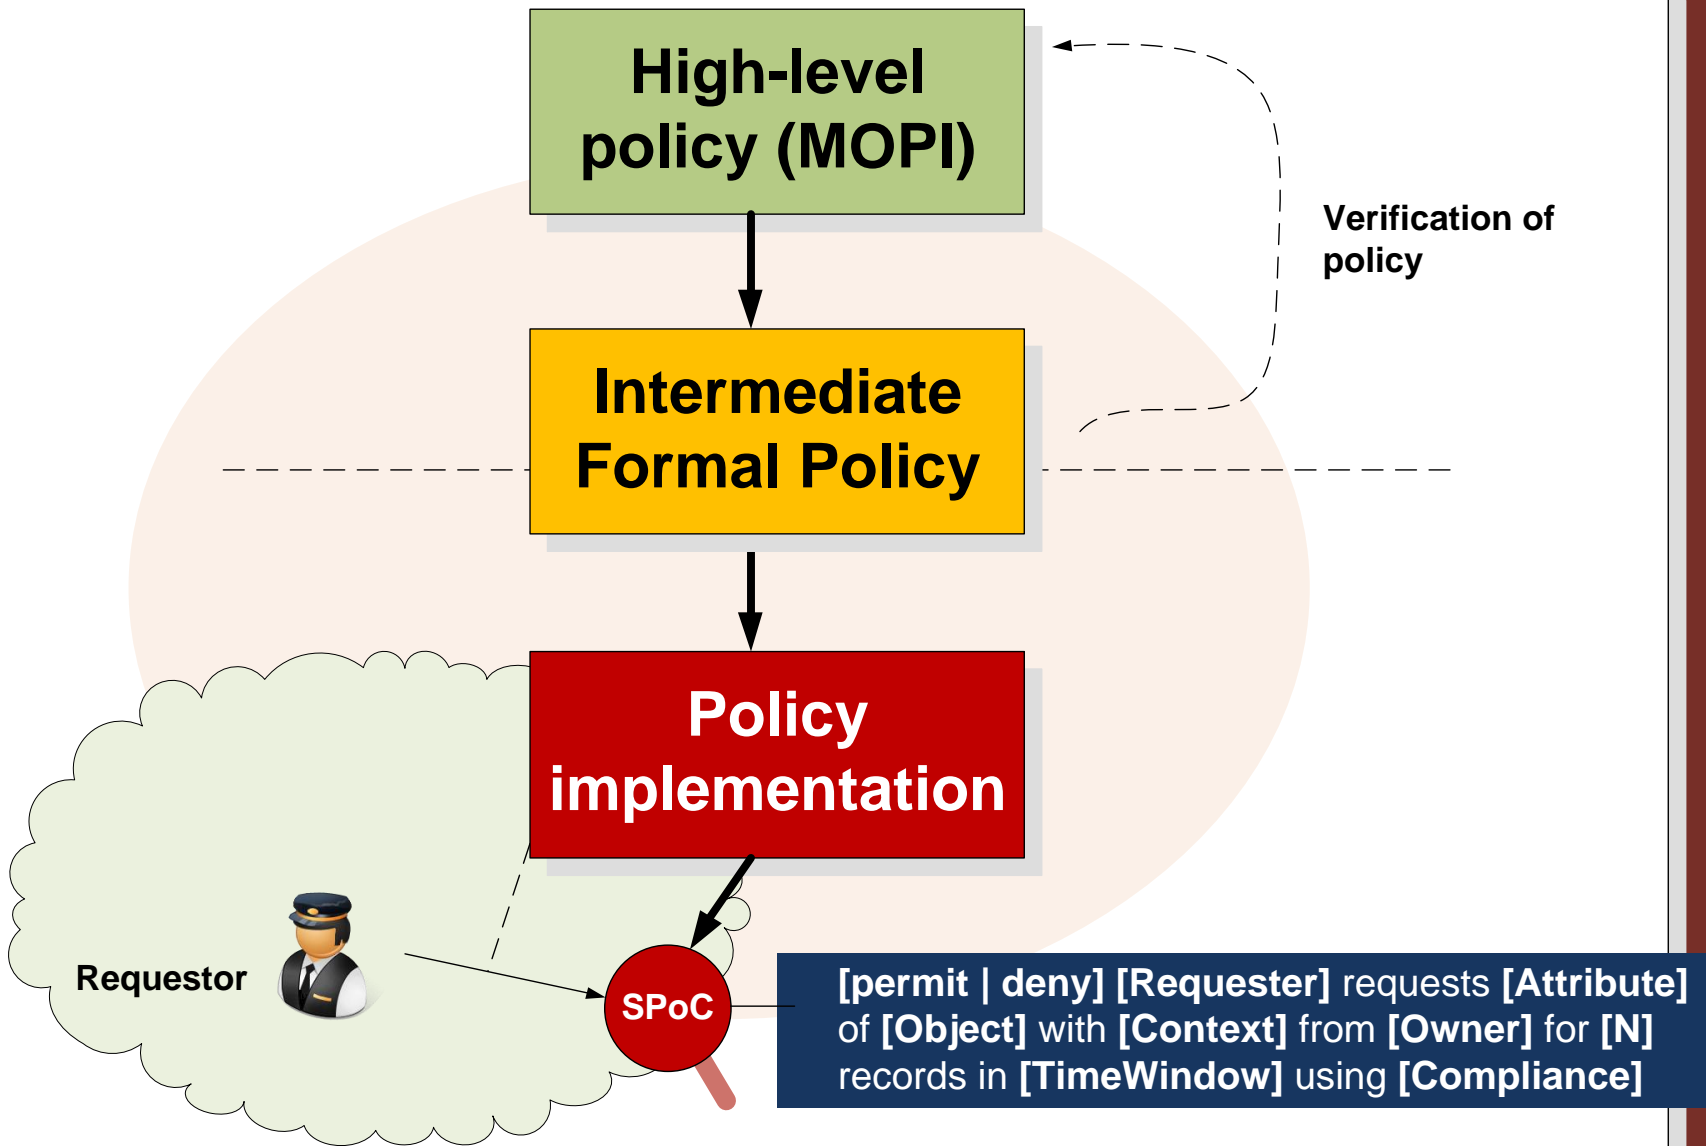 High-level
policy (MOPI)
Verification of
policy
Intermediate
Formal Policy
Policy
implementation
Requestor
SPoC
[permit | deny] [Requester] requests [Attribute]
of [Object] with [Context] from [Owner] for [N]
records in [TimeWindow] using [Compliance]